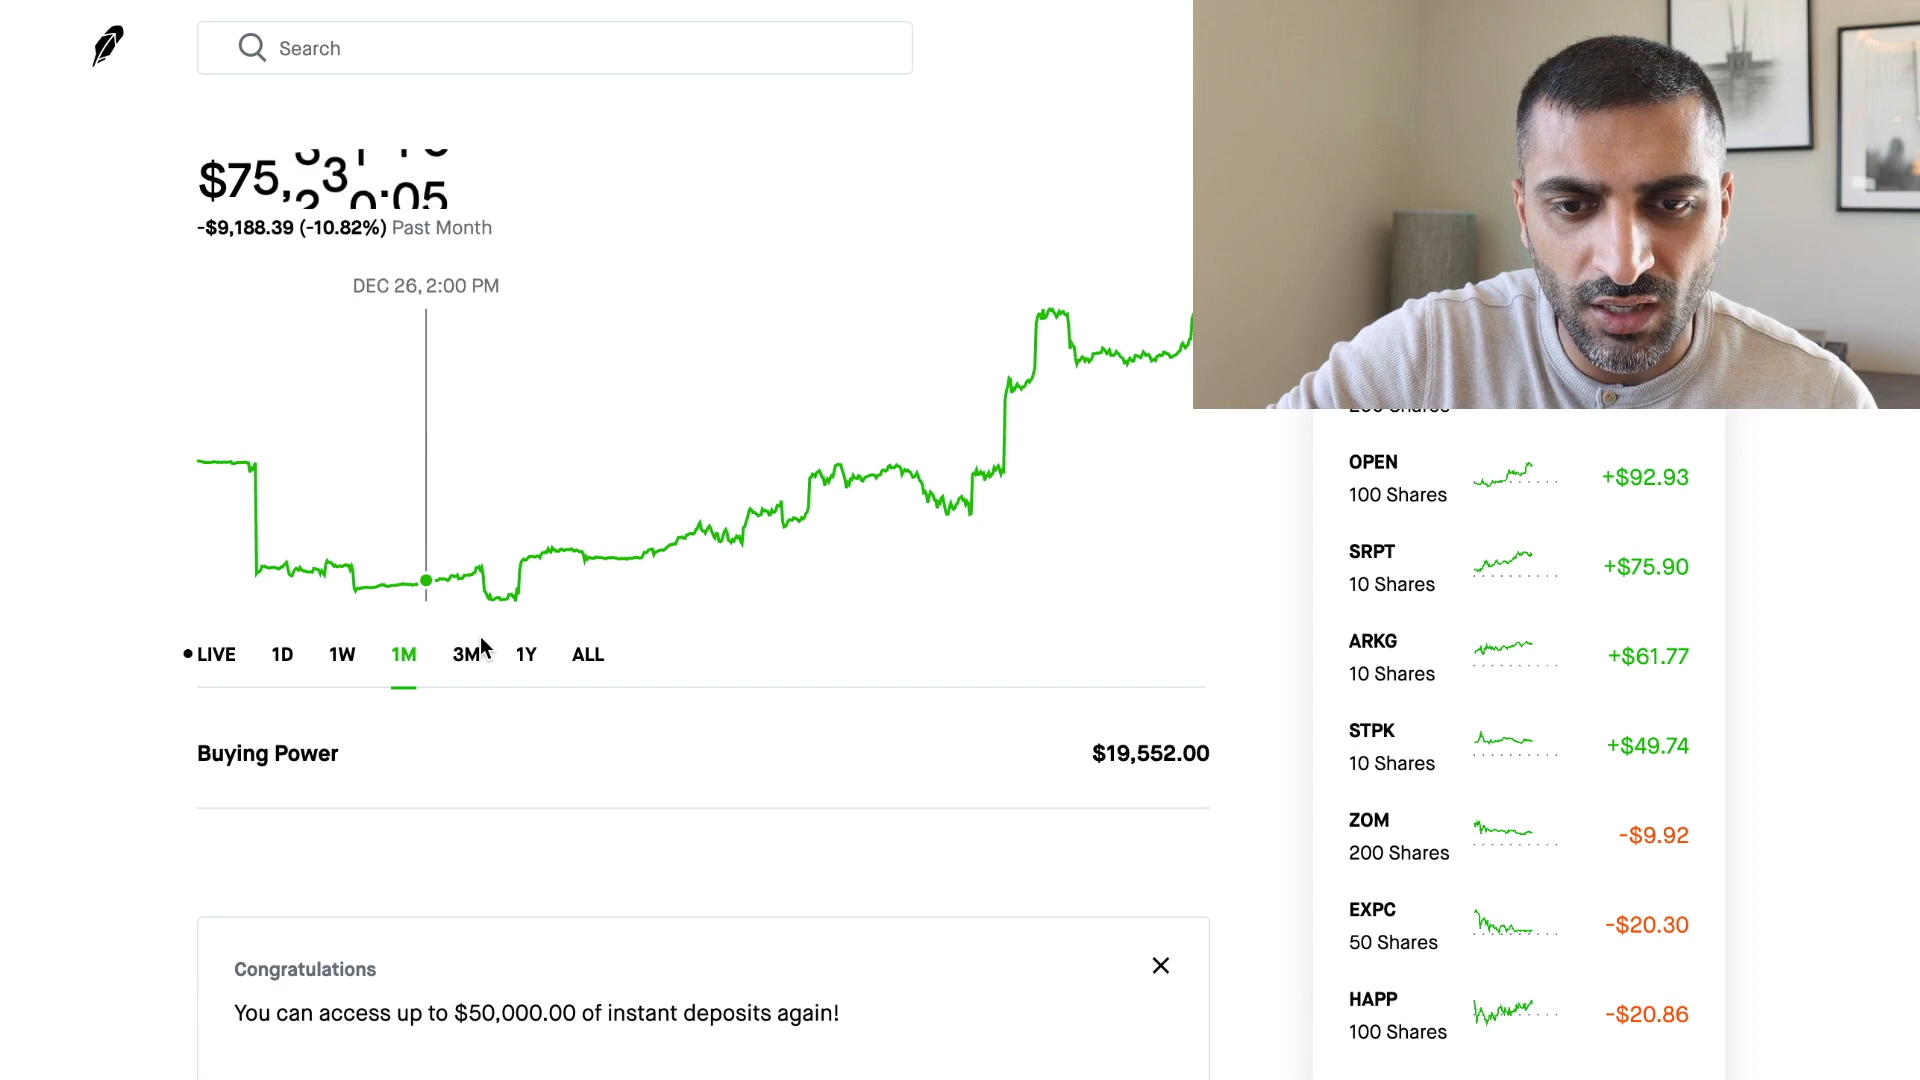 Search
$75,
-$9,188.39 (-10.82%) Past Month
DEC 26, 2:00 PM
LIVE 1D 1W 1M 3M 1Y ALL
Buying Power $19,552.00
Congratulations
You can access up to $50,000.00 of instant deposits again!
OPEN
100 Shares
+$92.93
SRPT
10 Shares
+$75.90
ARKG
10 Shares
+$61.77
STPK
10 Shares
+$49.74
ZOM
200 Shares
-$9.92
EXPC
50 Shares
-$20.30
HAPP
100 Shares
-$20.86